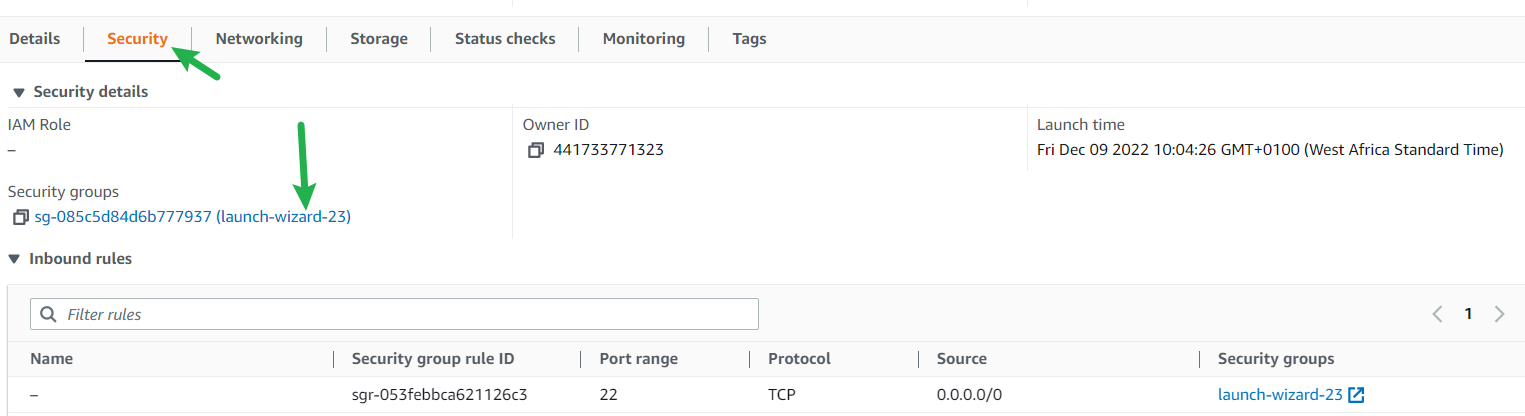 Details Security Networking Storage Status checks Monitoring Tags
Security details
IAM Role Owner ID Launch time
– 441733771323 Fri Dec 09 2022 10:04:26 GMT+0100 (West Africa Standard Time)
Security groups
sg-085c5d84d6b777937 (launch-wizard-23)
Inbound rules
Filter rules 1
Name Security group rule ID Port range Protocol Source Security groups
– sgr-053febbca621126c3 22 TCP 0.0.0.0/0 launch-wizard-23